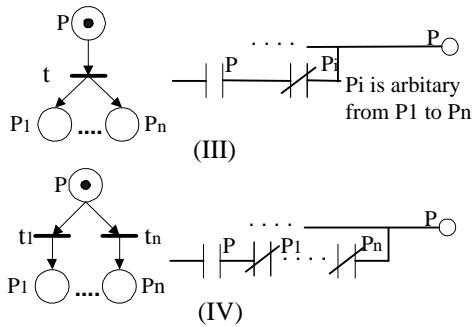 P
t
P1 .... Pn
. . . . P
P Pi
Pi is arbitary
from P1 to Pn
(III)
P
t1 tn
P1 .... Pn
. . . . P
P P1 . . . . Pn
(IV)